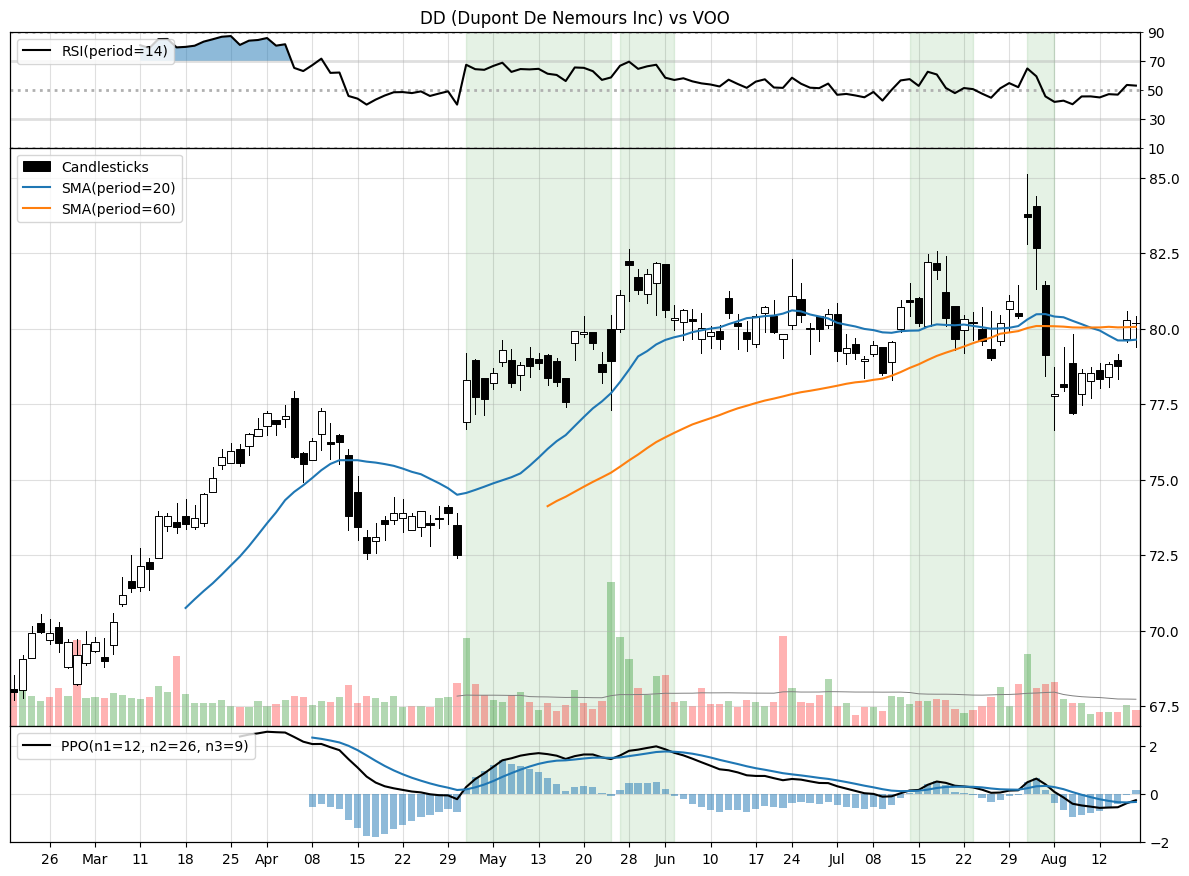 DD (Dupont De Nemours Inc) vs VOO
RSI(period=14)
90
70
50
30
10
Candlesticks
SMA(period=20)
SMA(period=60)
85.0
82.5
80.0
77.5
75.0
72.5
70.0
67.5
PPO(n1=12, n2=26, n3=9)
2
0
−2
26 Mar 11 18 25 Apr 08 15 22 29 May 13 20 28 Jun 10 17 24 Jul 08 15 22 29 Aug 12